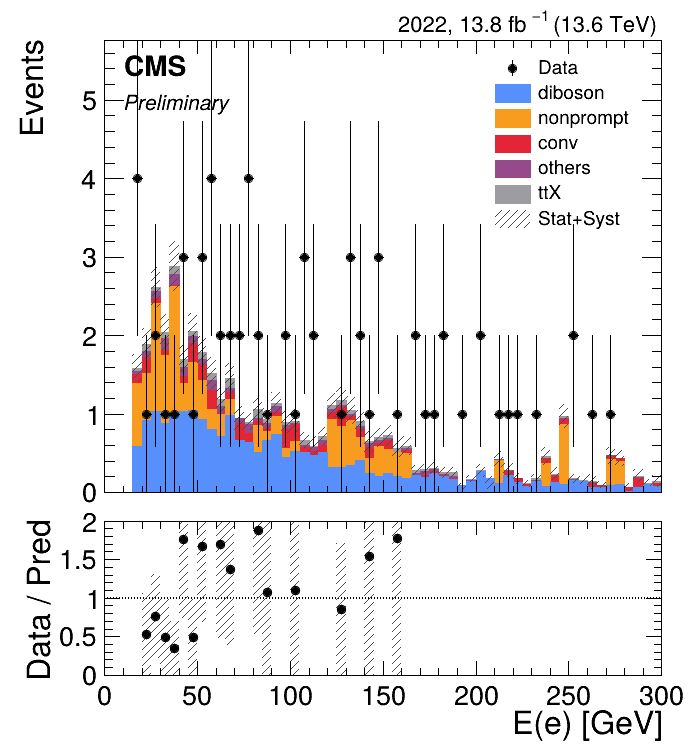 2022, 13.8 fb⁻¹ (13.6 TeV)
CMS
Preliminary
Events
Data
diboson
nonprompt
conv
others
ttX
Stat+Syst
5
4
3
2
1
0
Data / Pred
2
1.5
1
0.5
0
0 50 100 150 200 250 300
E(e) [GeV]